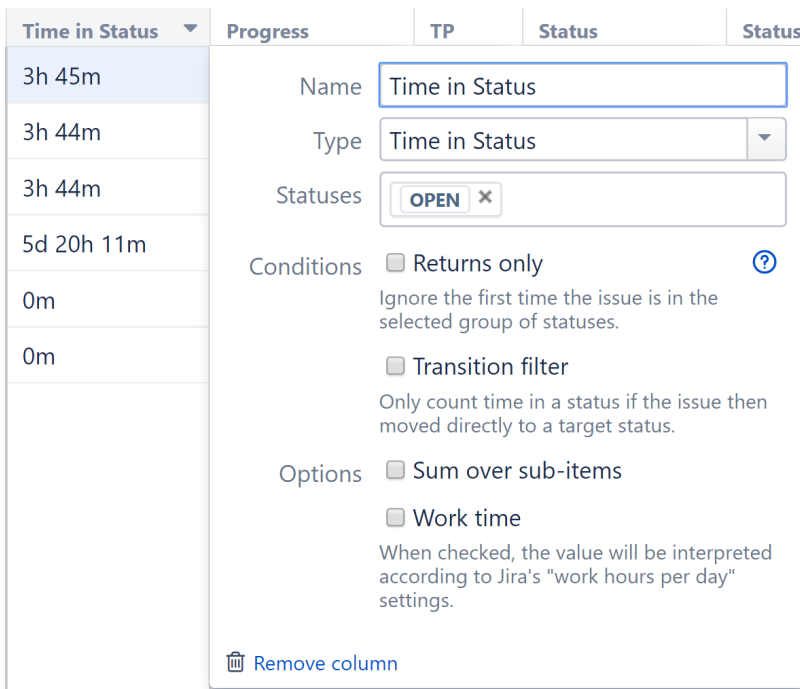 Time in Status Progress TP Status Status
3h 45m
3h 44m
3h 44m
5d 20h 11m
0m
0m
Name Time in Status
Type Time in Status
Statuses OPEN
Conditions Returns only
Ignore the first time the issue is in the
selected group of statuses.
Transition filter
Only count time in a status if the issue then
moved directly to a target status.
Options Sum over sub-items
Work time
When checked, the value will be interpreted
according to Jira's "work hours per day"
settings.
Remove column